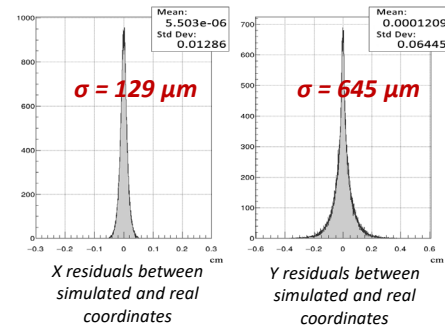 Mean:
5.503e-06
Std Dev:
0.01286
1000
800
600
400
200
0
−0.3 −0.2 −0.1 0 0.1 0.2 0.3
cm
σ = 129 μm
X residuals between
simulated and real
coordinates
Mean:
0.0001209
Std Dev:
0.06445
700
600
500
400
300
200
100
0
−0.6 −0.4 −0.2 0 0.2 0.4 0.6
cm
σ = 645 μm
Y residuals between
simulated and real
coordinates